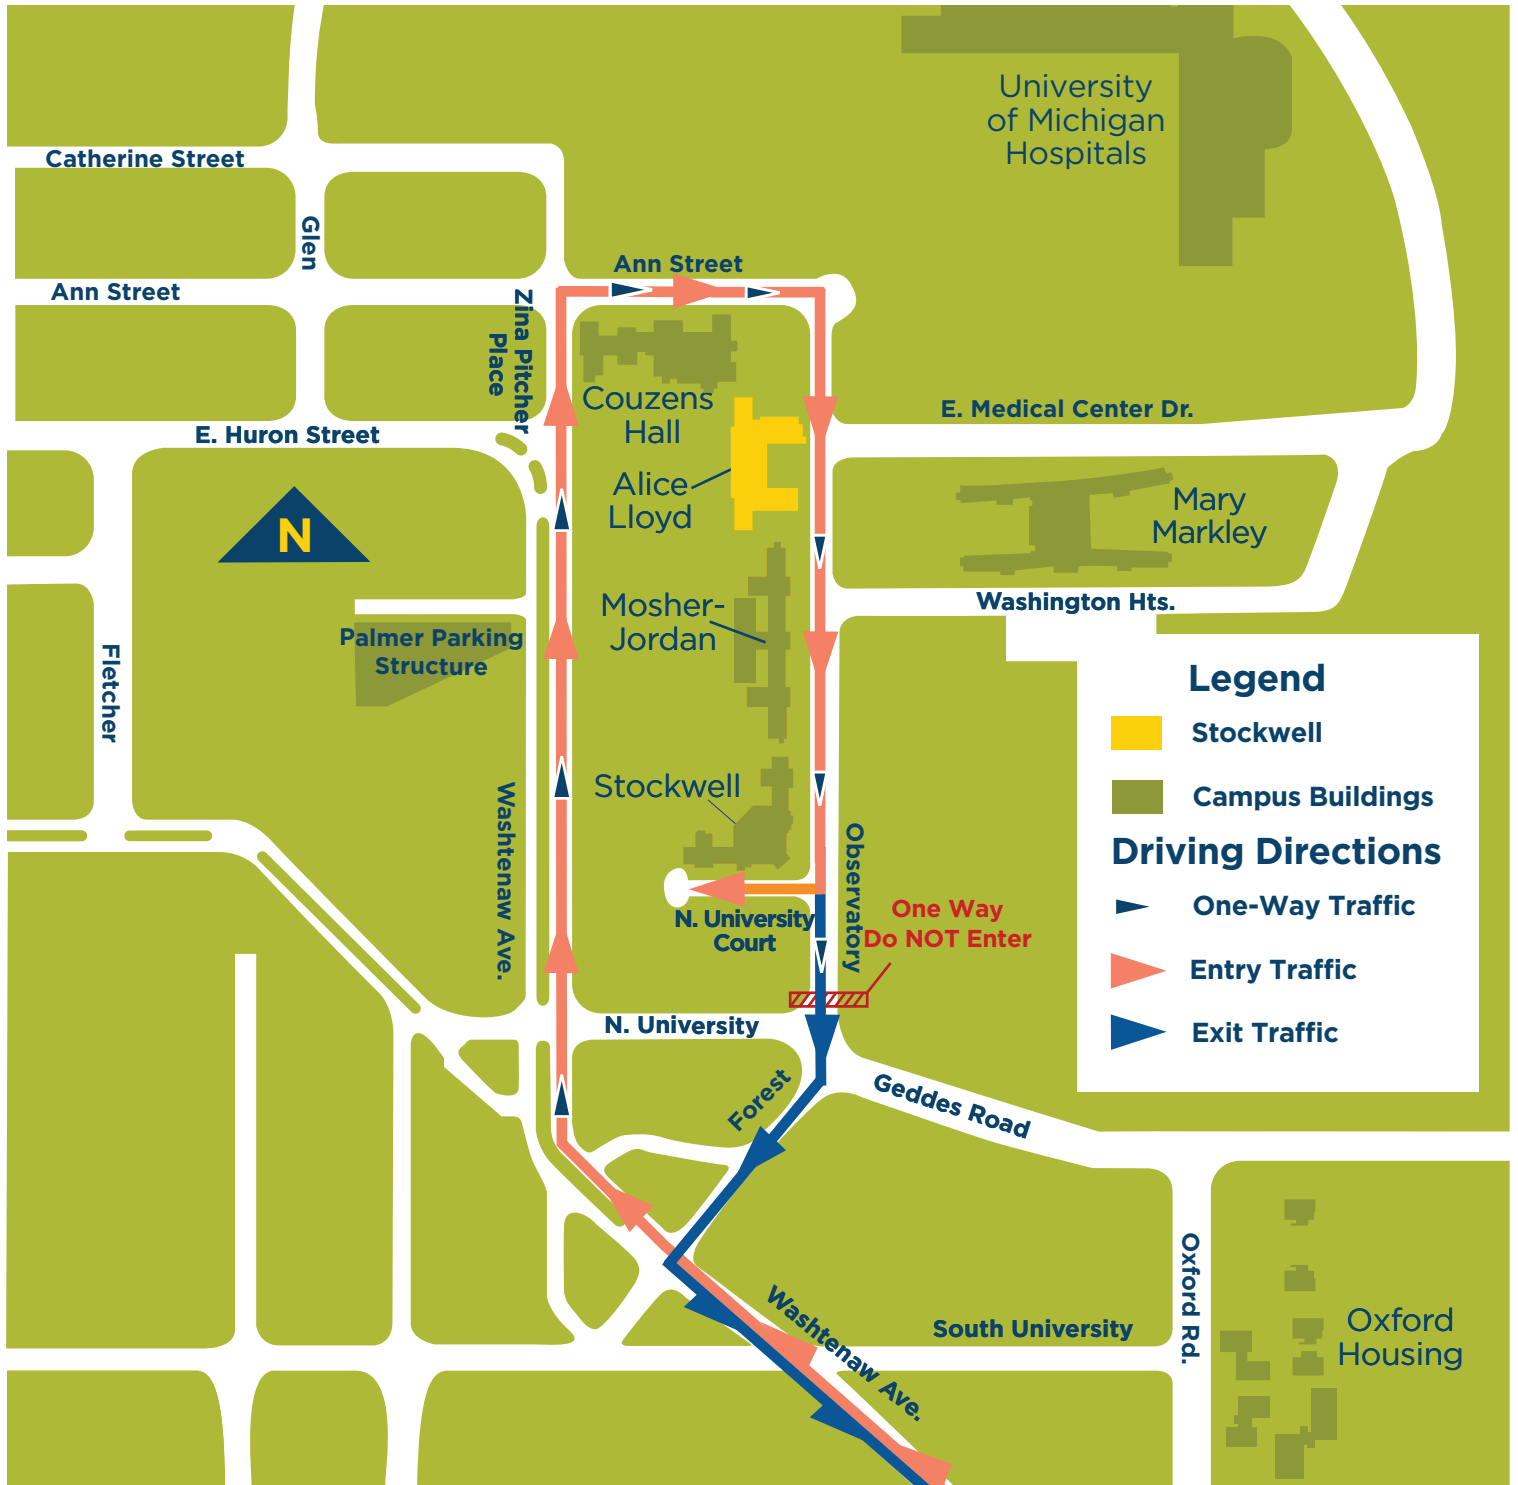 University
of Michigan
Hospitals
Catherine Street
Glen
Ann Street
Ann Street
Zina Pitcher
Place
Couzens
Hall
E. Medical Center Dr.
E. Huron Street
Alice
Lloyd
Mary
Markley
N
Mosher-
Jordan
Washington Hts.
Palmer Parking
Structure
Fletcher
Legend
Stockwell
Campus Buildings
Driving Directions
One-Way Traffic
Entry Traffic
Exit Traffic
Stockwell
Washtenaw Ave.
Observatory
N. University
Court
One Way
Do NOT Enter
N. University
Forest
Geddes Road
Oxford Rd.
Washtenaw Ave.
South University
Oxford
Housing